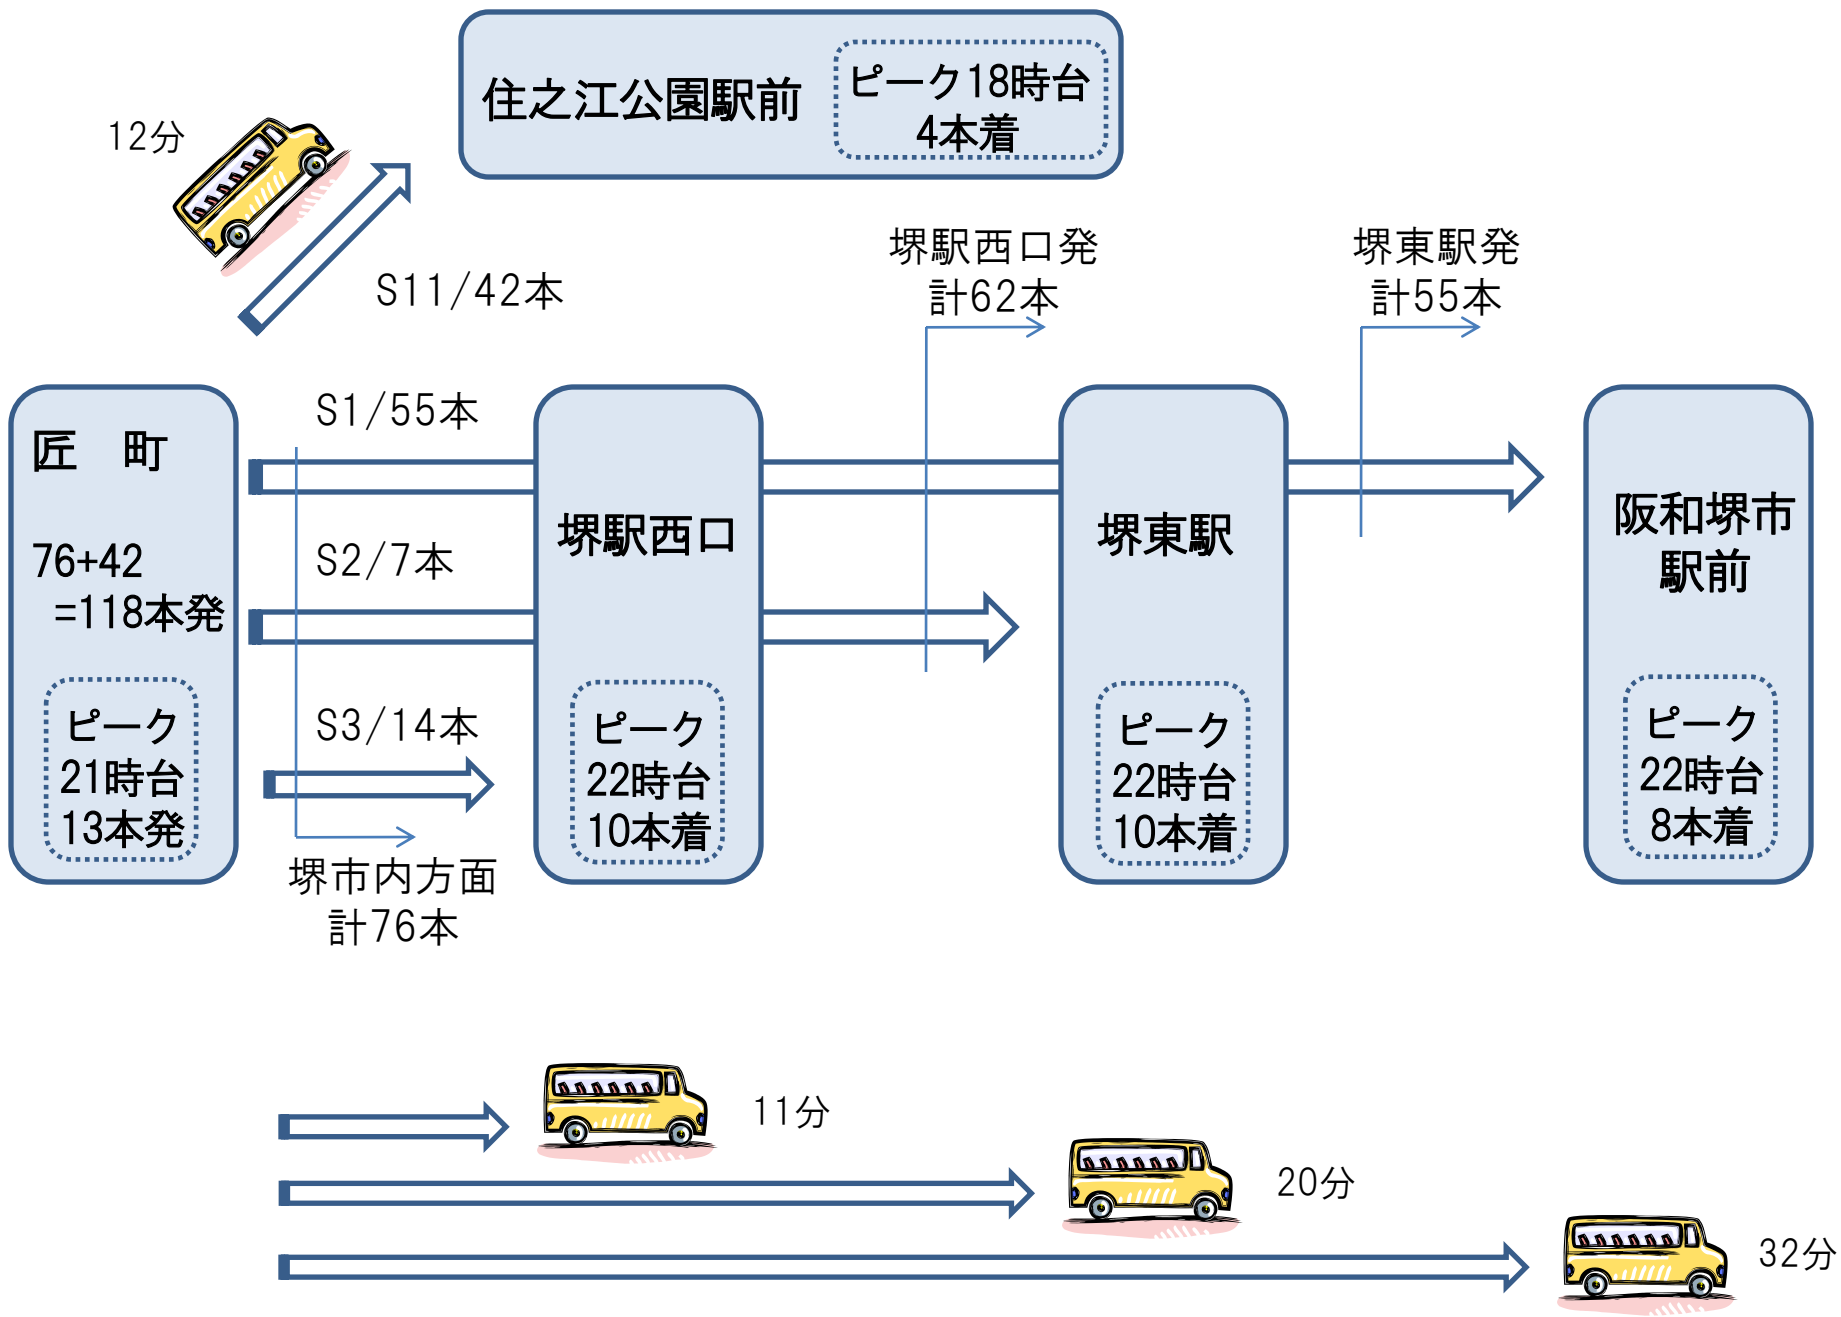 住之江公園駅前
ピーク18時台
4本着
12分
S11/42本
堺駅西口発
計62本
堺東駅発
計55本
匠　町
76+42
=118本発
ピーク
21時台
13本発
S1/55本
S2/7本
S3/14本
堺市内方面
計76本
堺駅西口
ピーク
22時台
10本着
堺東駅
ピーク
22時台
10本着
阪和堺市
駅前
ピーク
22時台
8本着
11分
20分
32分